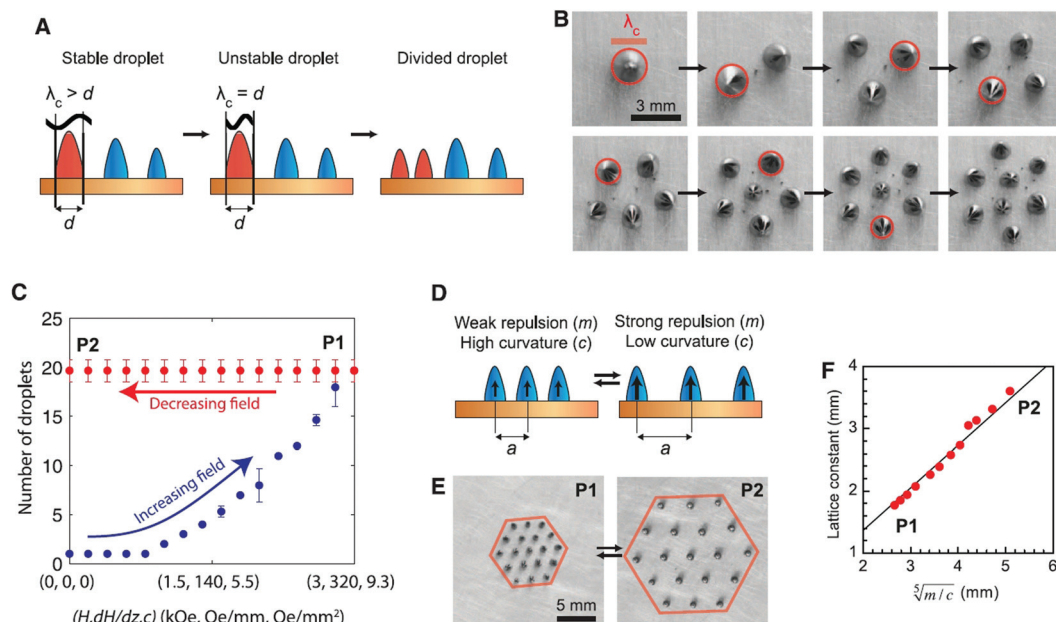 A
Stable droplet
Unstable droplet
Divided droplet
λc > d
λc = d
d
d
B
λc
3 mm
C
Number of droplets
25
20
15
10
5
0
P2
P1
Decreasing field
Increasing field
(0, 0, 0)
(1.5, 140, 5.5)
(3, 320, 9.3)
(H,dH/dz,c) (kOe, Oe/mm, Oe/mm²)
D
Weak repulsion (m)
High curvature (c)
Strong repulsion (m)
Low curvature (c)
a
a
E
P1
P2
5 mm
F
Lattice constant (mm)
4
3
2
1
P2
P1
2 3 4 5 6
⁵√m/c (mm)